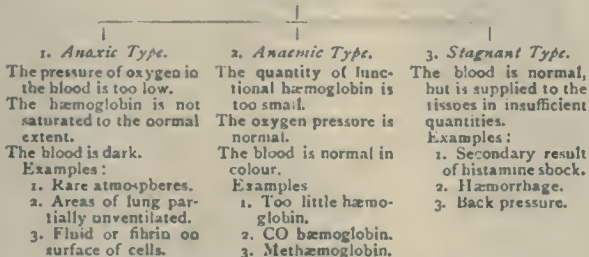 1. Anoxic Type.
The pressure of oxygen in
the blood is too low.
The hæmoglobin is not
saturated to the normal
extent.
The blood is dark.
Examples:
1. Rare atmospheres.
2. Areas of lung par-
tially unventilated.
3. Fluid or fibrin on
surface of cells.
2. Anaemic Type.
The quantity of func-
tional hæmoglobin is
too small.
The oxygen pressure is
normal.
The blood is normal in
colour.
Examples
1. Too little hæmo-
globin.
2. CO hæmoglobin.
3. Methæmoglobin.
3. Stagnant Type.
The blood is normal,
but is supplied to the
tissues in insufficient
quantities.
Examples:
1. Secondary result
of histamine shock.
2. Hæmorrhage.
3. Back pressure.